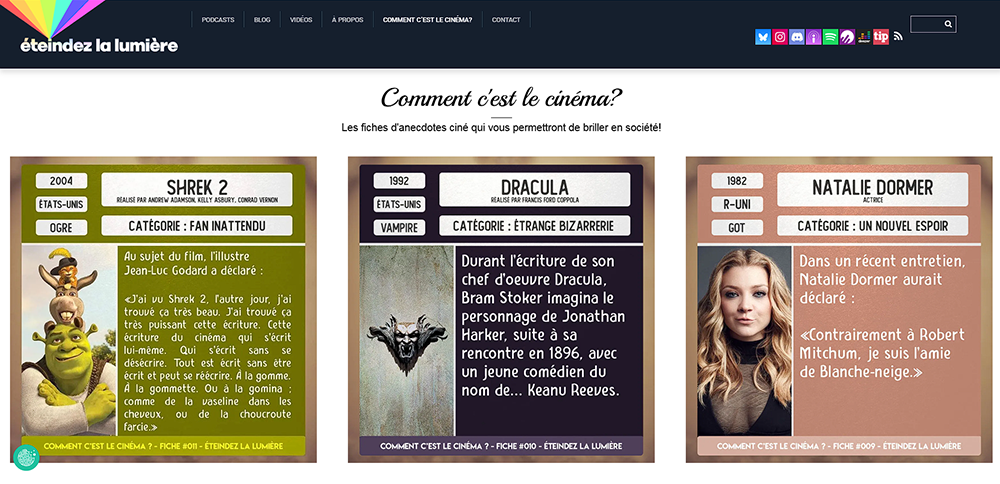 PODCASTS BLOG VIDÉOS À PROPOS COMMENT C'EST LE CINÉMA? CONTACT
éteindez la lumière
tip
Comment c'est le cinéma?
Les fiches d'anecdotes ciné qui vous permettront de briller en société!
2004
ÉTATS-UNIS
OGRE
SHREK 2
RÉALISÉ PAR ANDREW ADAMSON, KELLY ASBURY, CONRAD VERNON
CATÉGORIE : FAN INATTENDU
Au sujet du film, l'illustre
Jean-Luc Godard a déclaré :
«J'ai vu Shrek 2, l'autre jour, j'ai
trouvé ça très beau. J'ai trouvé ça
très puissant cette écriture. Cette
écriture du cinéma qui s'écrit
lui-même. Qui s'écrit sans se
désécrire. Tout est écrit sans être
écrit et peut se réécrire. À la gomme.
À la gommette. Ou à la gomina :
comme de la vaseline dans les
cheveux, ou de la choucroute
farcie.»
COMMENT C'EST LE CINÉMA ? - FICHE #011 - ÉTEINDEZ LA LUMIÈRE
1992
ÉTATS-UNIS
VAMPIRE
DRACULA
RÉALISÉ PAR FRANCIS FORD COPPOLA
CATÉGORIE : ÉTRANGE BIZARRERIE
Durant l'écriture de son
chef d'oeuvre Dracula,
Bram Stoker imagina le
personnage de Jonathan
Harker, suite à sa
rencontre en 1896, avec
un jeune comédien du
nom de... Keanu Reeves.
COMMENT C'EST LE CINÉMA ? - FICHE #010 - ÉTEINDEZ LA LUMIÈRE
1982
R-UNI
GOT
NATALIE DORMER
ACTRICE
CATÉGORIE : UN NOUVEL ESPOIR
Dans un récent entretien,
Natalie Dormer aurait
déclaré :
«Contrairement à Robert
Mitchum, je suis l'amie
de Blanche-neige.»
COMMENT C'EST LE CINÉMA ? - FICHE #009 - ÉTEINDEZ LA LUMIÈRE